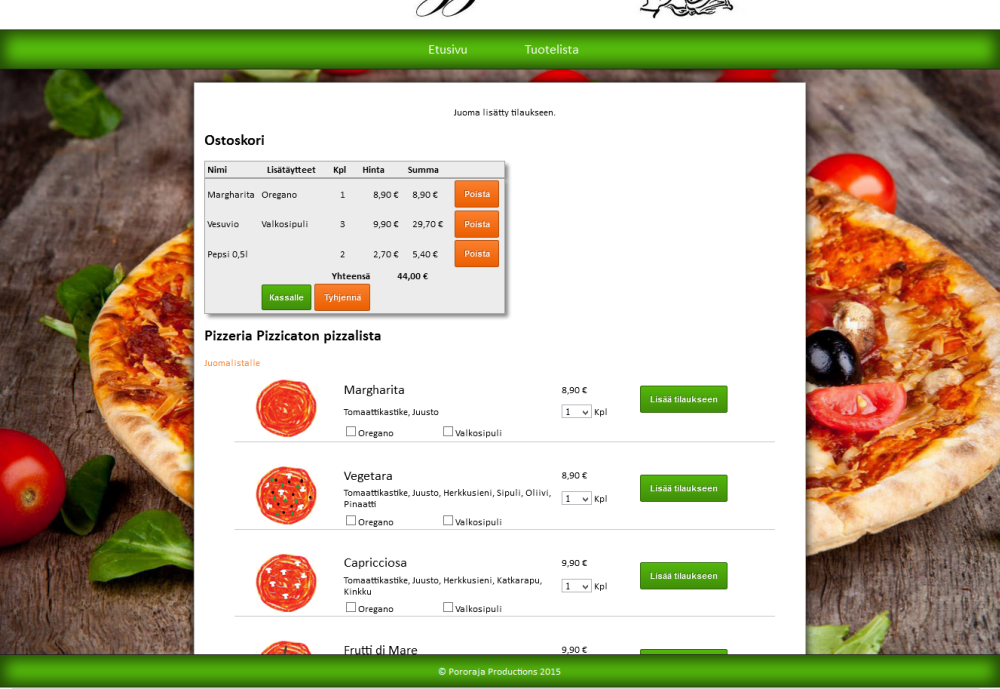 Etusivu Tuotelista
Juoma lisätty tilaukseen.
Ostoskori
Nimi Lisätäytteet Kpl Hinta Summa
Margharita Oregano 1 8,90 € 8,90 € Poista
Vesuvio Valkosipuli 3 9,90 € 29,70 € Poista
Pepsi 0,5l 2 2,70 € 5,40 € Poista
Yhteensä 44,00 €
Kassalle Tyhjennä
Pizzeria Pizzicaton pizzalista
Juomalistalle
Margharita 8,90 €
Lisää tilaukseen
Tomaattikastike, Juusto 1 Kpl
Oregano Valkosipuli
Vegetara 8,90 €
Lisää tilaukseen
Tomaattikastike, Juusto, Herkkusieni, Sipuli, Oliivi,
1 Kpl
Pinaatti
Oregano Valkosipuli
Capricciosa 9,90 €
Lisää tilaukseen
Tomaattikastike, Juusto, Herkkusieni, Katkarapu,
1 Kpl
Kinkku
Oregano Valkosipuli
Frutti di Mare 9,90 €
© Pororaja Productions 2015